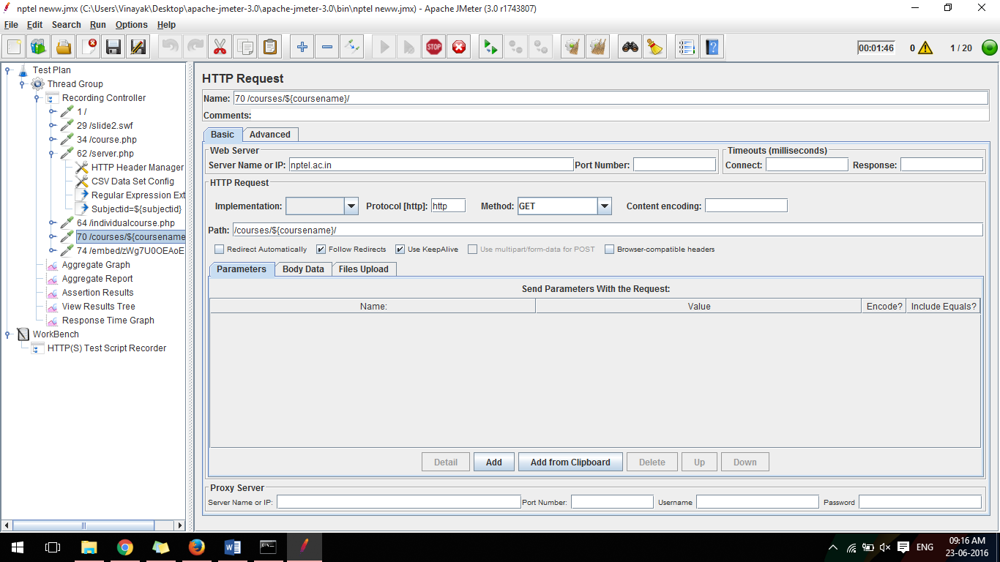 nptel neww.jmx (C:\Users\Vinayak\Desktop\apache-jmeter-3.0\apache-jmeter-3.0\bin\nptel neww.jmx) - Apache JMeter (3.0 r1743807)
File Edit Search Run Options Help
STOP 00:01:46 0 1 / 20
Test Plan
Thread Group
Recording Controller
1 /
29 /slide2.swf
34 /course.php
62 /server.php
HTTP Header Manager
CSV Data Set Config
Regular Expression Ext
Subjectid=${subjectid}
64 /individualcourse.php
70 /courses/${coursename
74 /embed/zWg7U0OEAoE
Aggregate Graph
Aggregate Report
Assertion Results
View Results Tree
Response Time Graph
WorkBench
HTTP(S) Test Script Recorder
HTTP Request
Name: 70 /courses/${coursename}/
Comments:
Basic Advanced
Web Server
Server Name or IP: nptel.ac.in Port Number:
Timeouts (milliseconds)
Connect: Response:
HTTP Request
Implementation: Protocol [http]: http Method: GET Content encoding:
Path: /courses/${coursename}/
Redirect Automatically Follow Redirects Use KeepAlive Use multipart/form-data for POST Browser-compatible headers
Parameters Body Data Files Upload
Send Parameters With the Request:
Name: Value Encode? Include Equals?
Detail Add Add from Clipboard Delete Up Down
Proxy Server
Server Name or IP: Port Number: Username Password
ENG
09:16 AM
23-06-2016